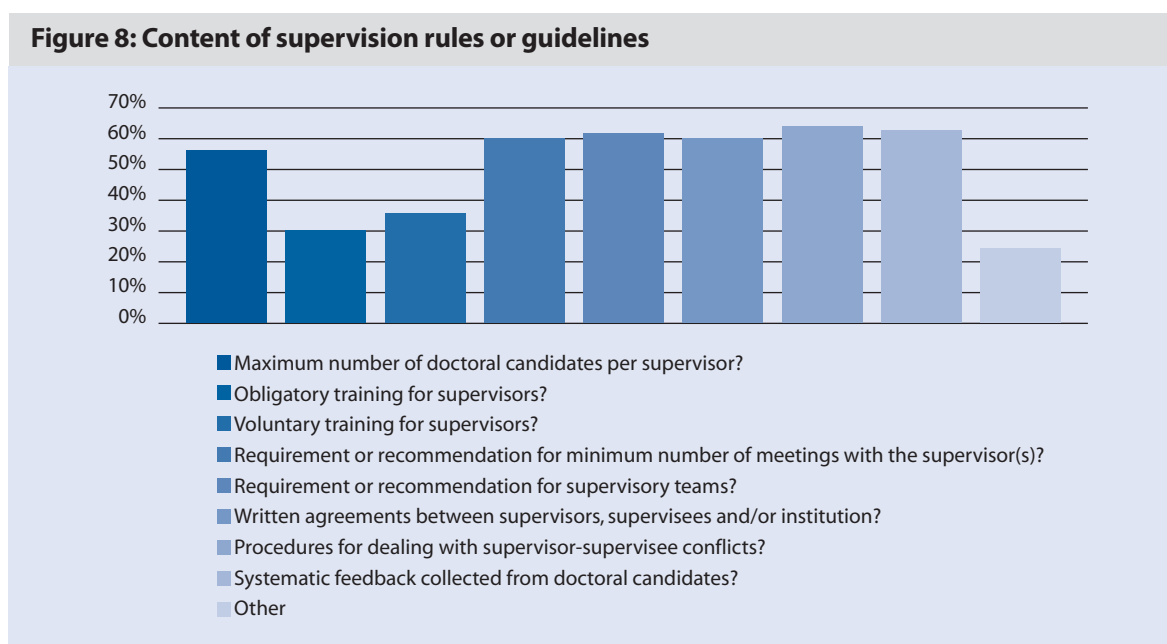 Figure 8: Content of supervision rules or guidelines
70%
60%
50%
40%
30%
20%
10%
0%
Maximum number of doctoral candidates per supervisor?
Obligatory training for supervisors?
Voluntary training for supervisors?
Requirement or recommendation for minimum number of meetings with the supervisor(s)?
Requirement or recommendation for supervisory teams?
Written agreements between supervisors, supervisees and/or institution?
Procedures for dealing with supervisor-supervisee conflicts?
Systematic feedback collected from doctoral candidates?
Other